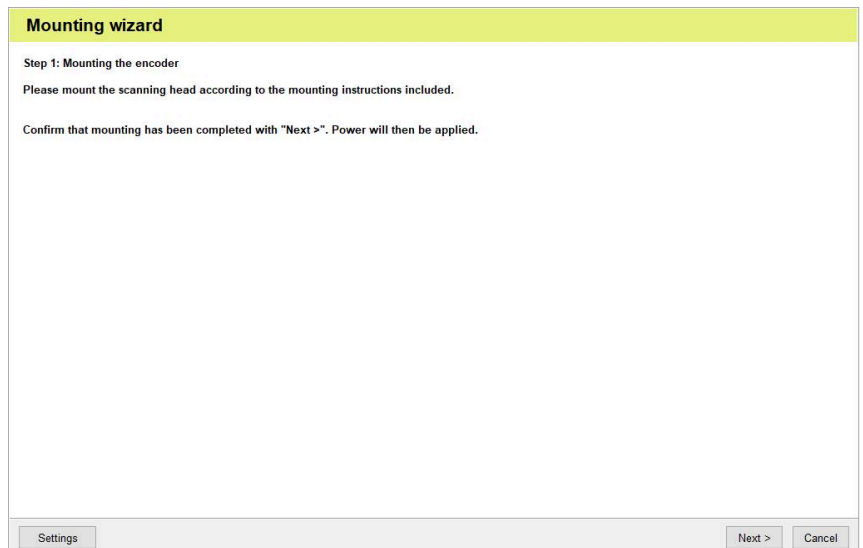 Mounting wizard
Step 1: Mounting the encoder
Please mount the scanning head according to the mounting instructions included.
Confirm that mounting has been completed with "Next >". Power will then be applied.
Settings
Next >
Cancel